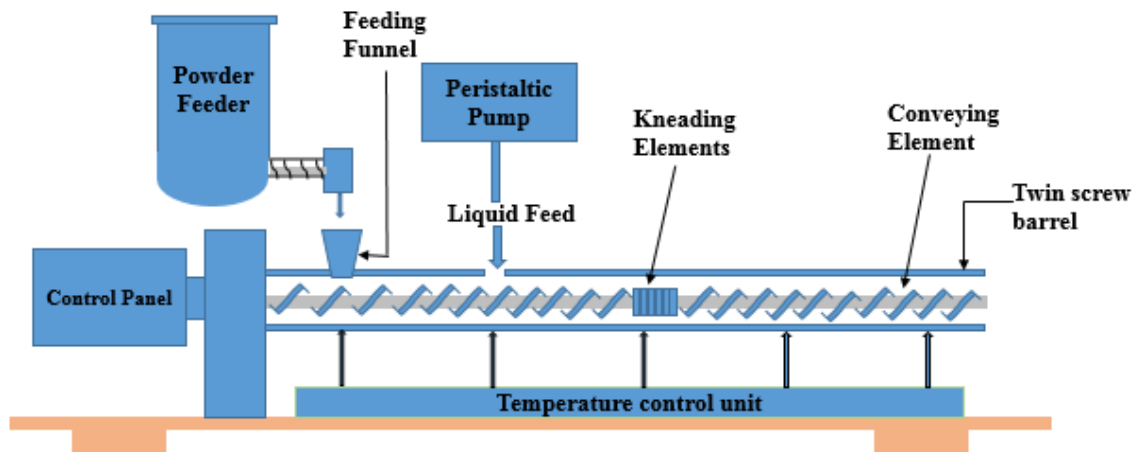 Feeding
Funnel
Powder
Feeder
Peristaltic
Pump
Kneading
Elements
Conveying
Element
Twin screw
barrel
Liquid Feed
Control Panel
Temperature control unit